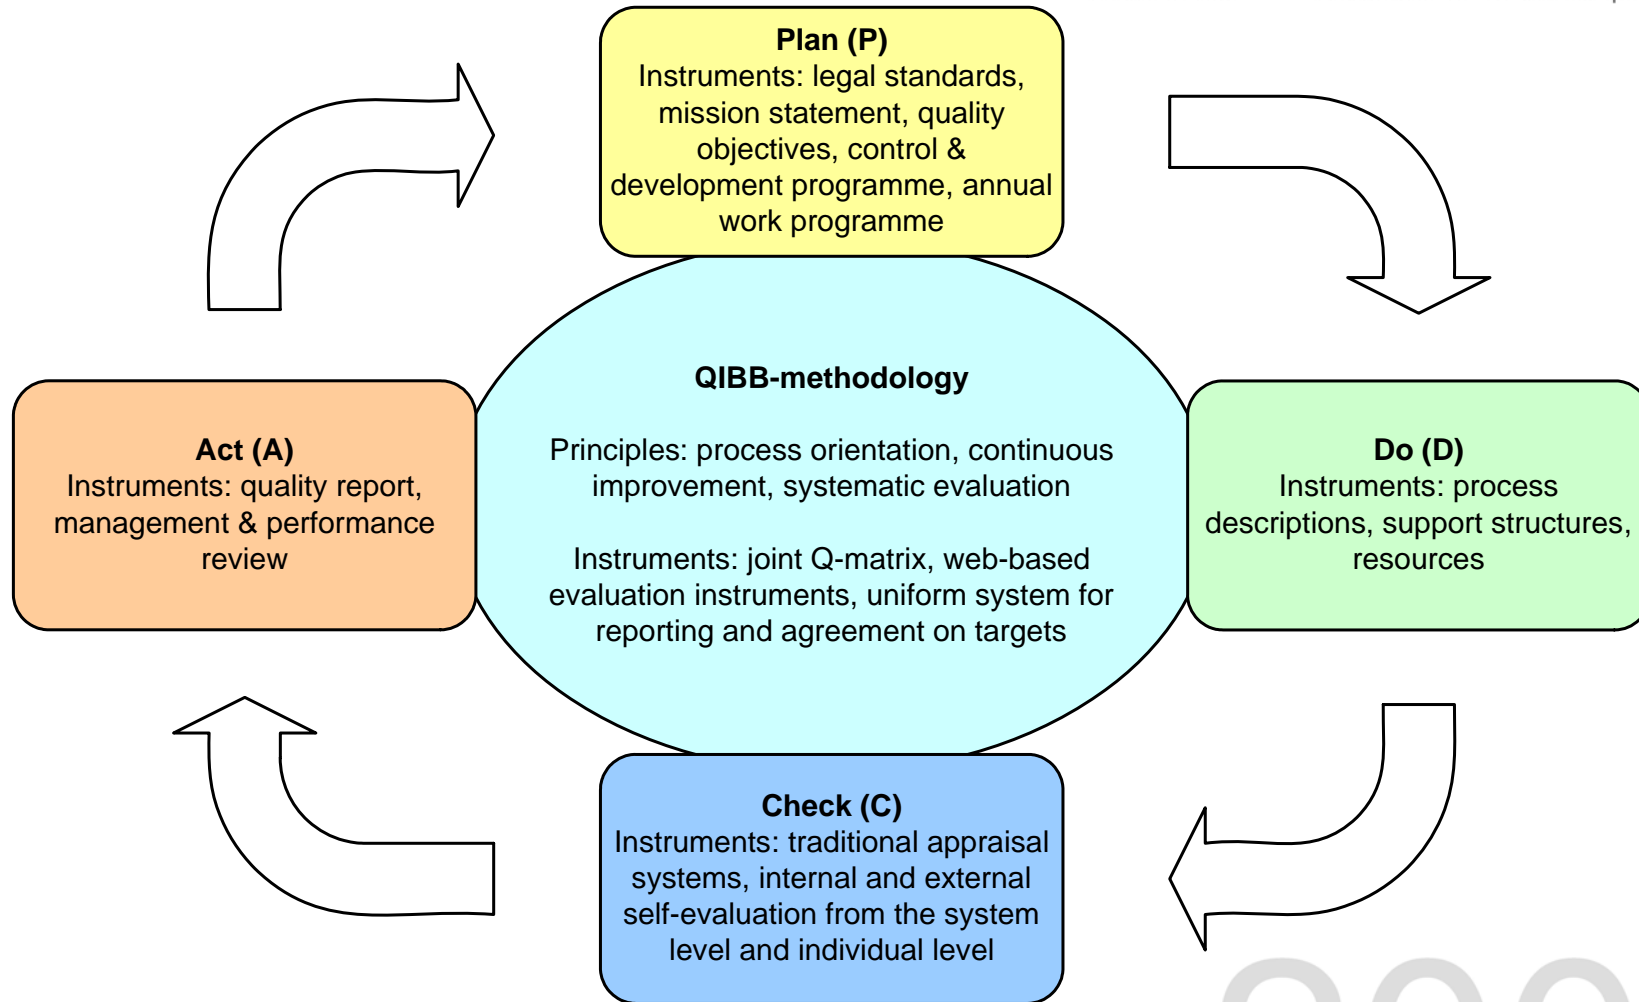 Plan (P)
Instruments: legal standards,
mission statement, quality
objectives, control &
development programme, annual
work programme
QIBB-methodology
Principles: process orientation, continuous
improvement, systematic evaluation
Instruments: joint Q-matrix, web-based
evaluation instruments, uniform system for
reporting and agreement on targets
Act (A)
Instruments: quality report,
management & performance
review
Do (D)
Instruments: process
descriptions, support structures,
resources
Check (C)
Instruments: traditional appraisal
systems, internal and external
self-evaluation from the system
level and individual level